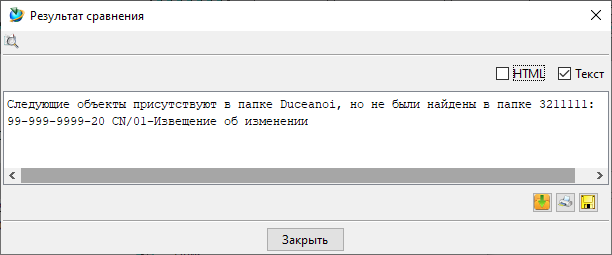 Результат сравнения
HTML
Текст
Следующие объекты присутствуют в папке Duceanoi, но не были найдены в папке 3211111:
99-999-9999-20 CN/01-Извещение об изменении
Закрыть